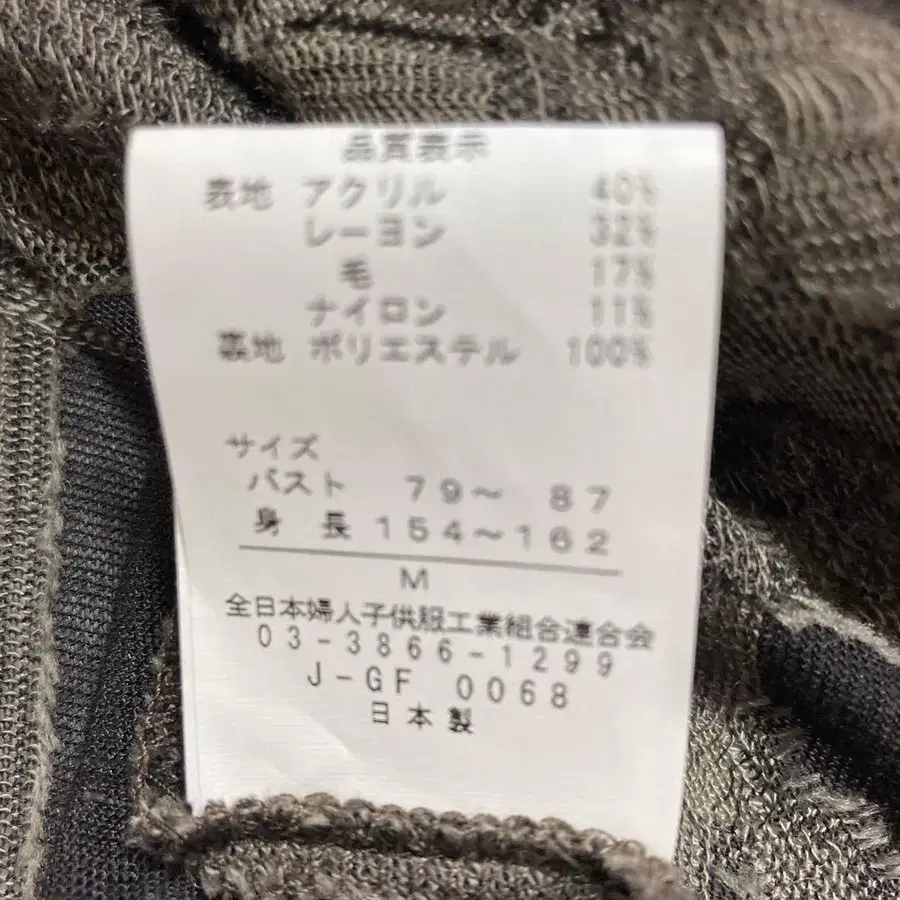 品質表示
表地 アクリル 40%
レーヨン 32%
毛 17%
ナイロン 11%
裏地 ポリエステル 100%
サイズ
バスト 79〜 87
身 長 154〜162
M
全日本婦人子供服工業組合連合会
03-3866-1299
J-GF 0068
日本製